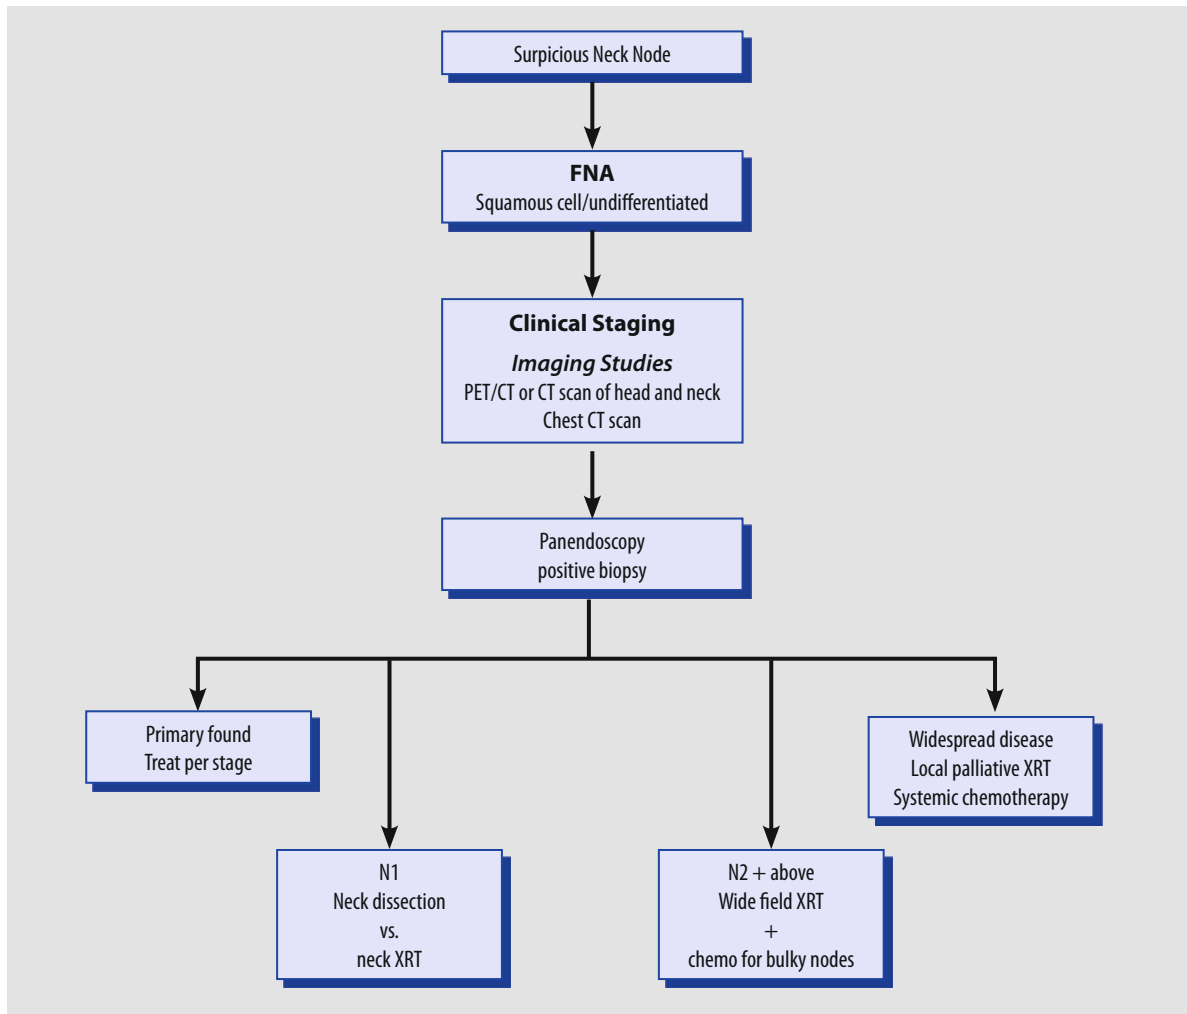 Surpicious Neck Node
FNA
Squamous cell/undifferentiated
Clinical Staging
Imaging Studies
PET/CT or CT scan of head and neck
Chest CT scan
Panendoscopy
positive biopsy
Primary found
Treat per stage
N1
Neck dissection
vs.
neck XRT
N2 + above
Wide field XRT
+
chemo for bulky nodes
Widespread disease
Local palliative XRT
Systemic chemotherapy